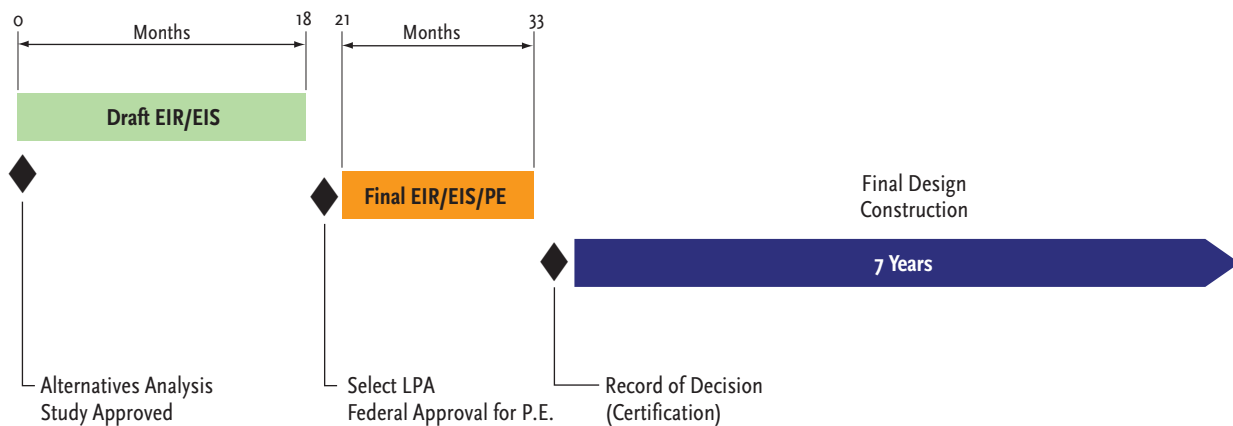 0 18 21 33
Months Months
Draft EIR/EIS
Final EIR/EIS/PE
Final Design
Construction
7 Years
Alternatives Analysis
Study Approved
Select LPA
Federal Approval for P.E.
Record of Decision
(Certification)